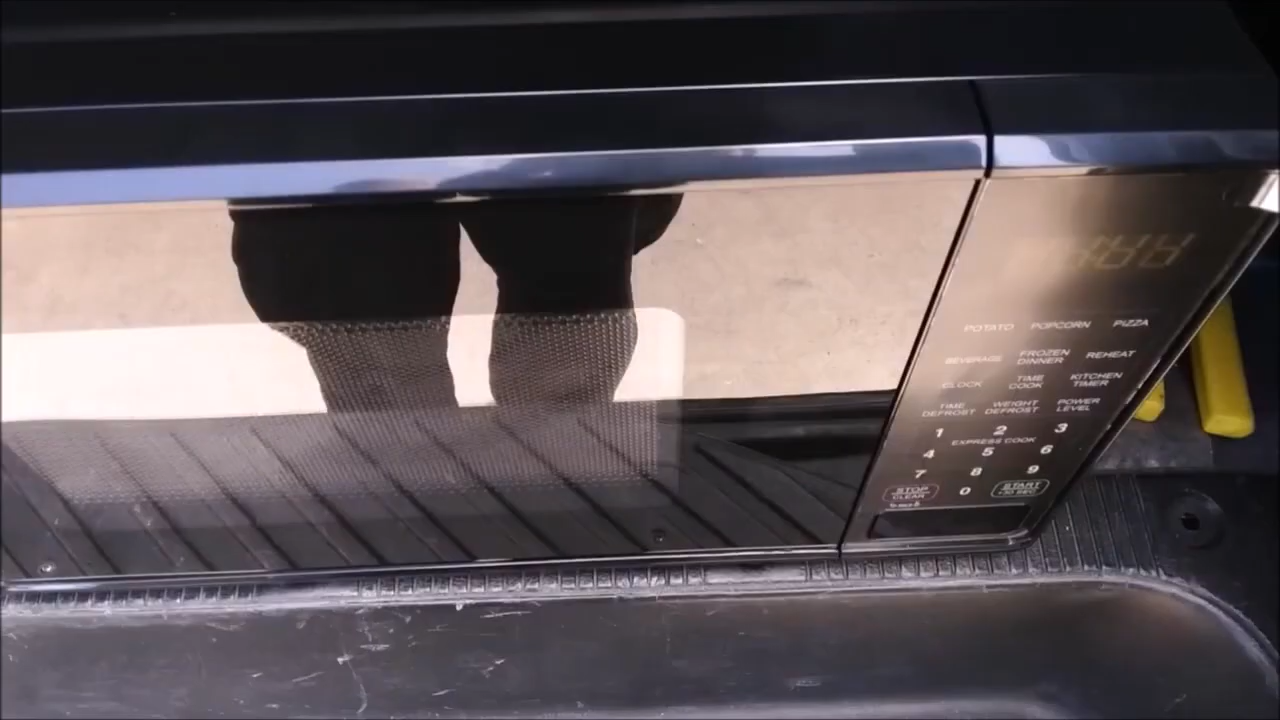 POTATO POPCORN PIZZA
BEVERAGE FROZEN DINNER REHEAT
CLOCK TIME COOK KITCHEN TIMER
TIME DEFROST WEIGHT DEFROST POWER LEVEL
1 2 3
EXPRESS COOK
4 5 6
7 8 9
STOP CLEAR 0 START +30 SEC